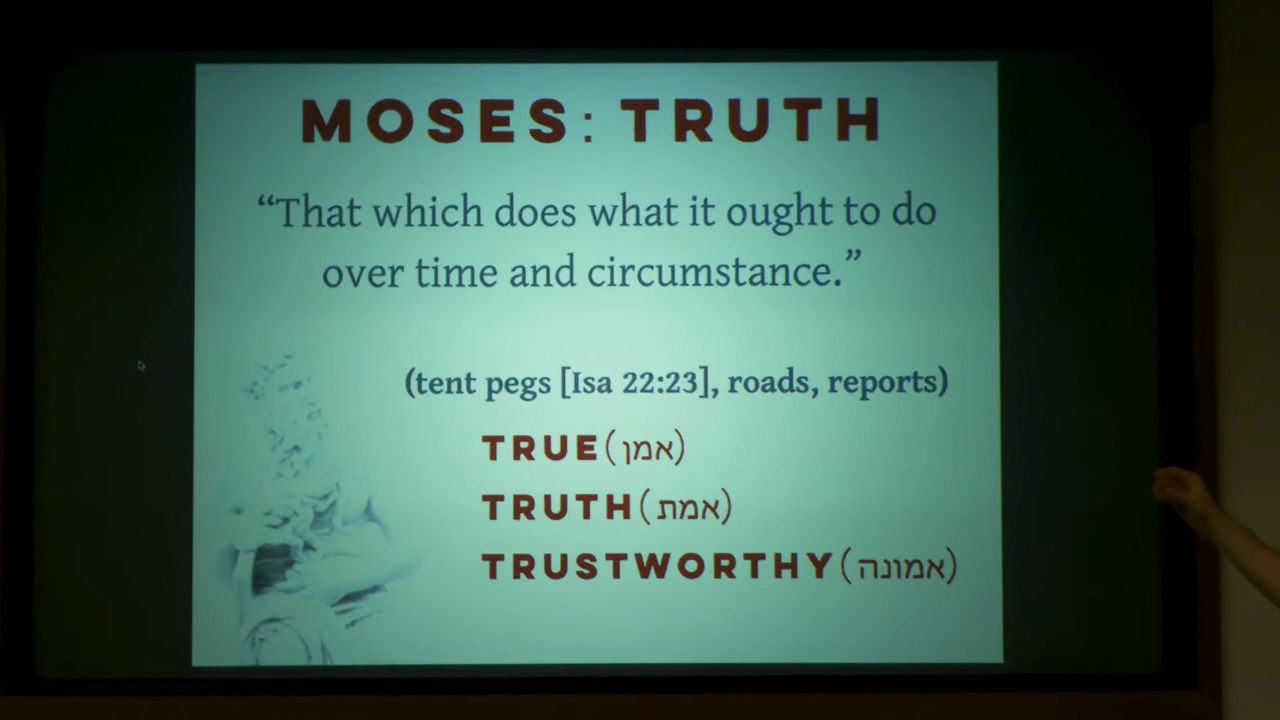 MOSES: TRUTH
“That which does what it ought to do
over time and circumstance.”
(tent pegs [Isa 22:23], roads, reports)
TRUE (אמן)
TRUTH (אמת)
TRUSTWORTHY (אמונה)